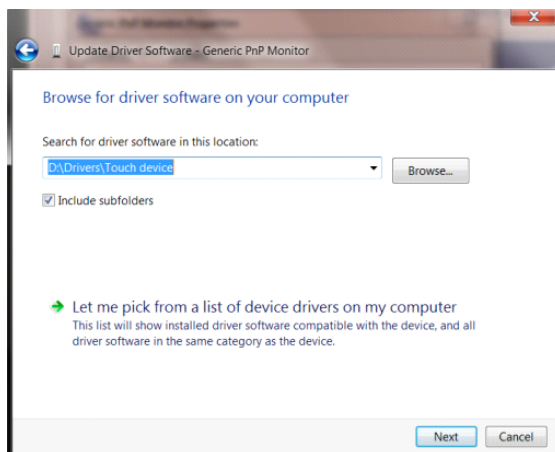 Update Driver Software - Generic PnP Monitor
Browse for driver software on your computer
Search for driver software in this location:
D:\Drivers\Touch device
Browse...
Include subfolders
Let me pick from a list of device drivers on my computer
This list will show installed driver software compatible with the device, and all
driver software in the same category as the device.
Next
Cancel